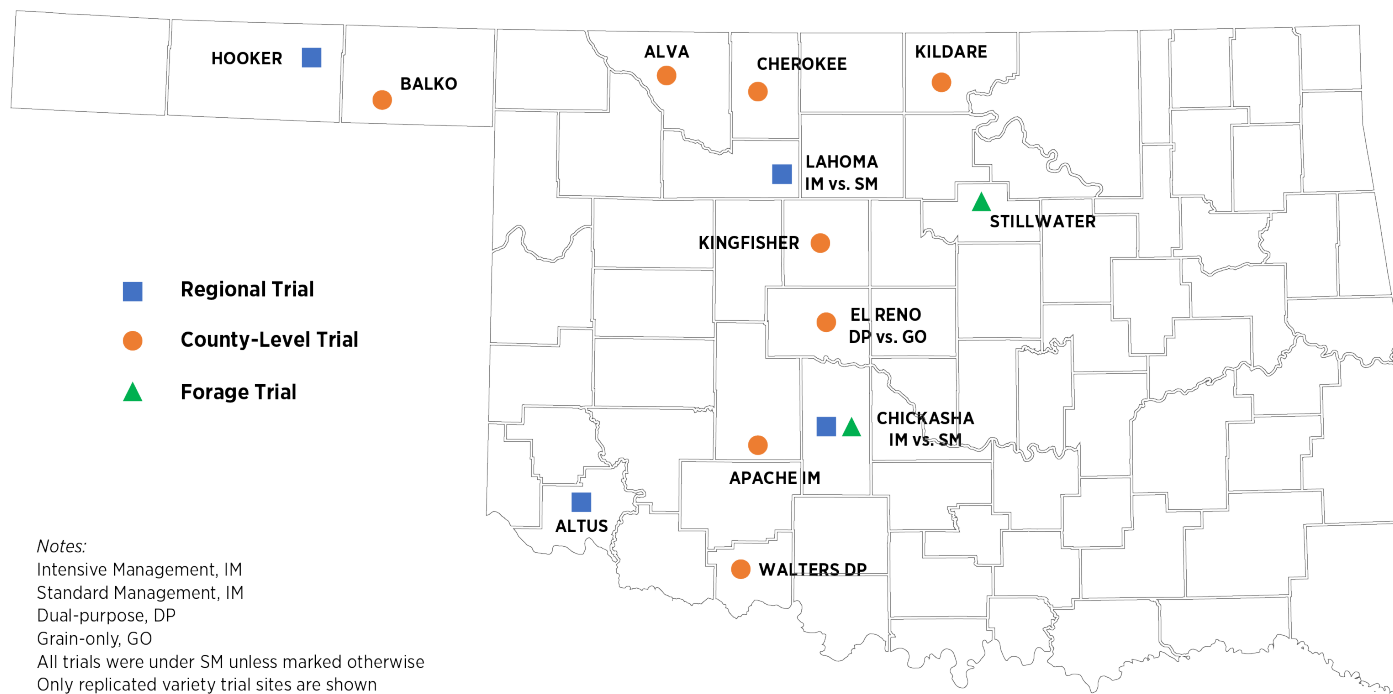 HOOKER
BALKO
ALVA
CHEROKEE
KILDARE
LAHOMA
IM vs. SM
STILLWATER
KINGFISHER
EL RENO
DP vs. GO
CHICKASHA
IM vs. SM
APACHE IM
ALTUS
WALTERS DP
Regional Trial
County-Level Trial
Forage Trial
Notes:
Intensive Management, IM
Standard Management, IM
Dual-purpose, DP
Grain-only, GO
All trials were under SM unless marked otherwise
Only replicated variety trial sites are shown